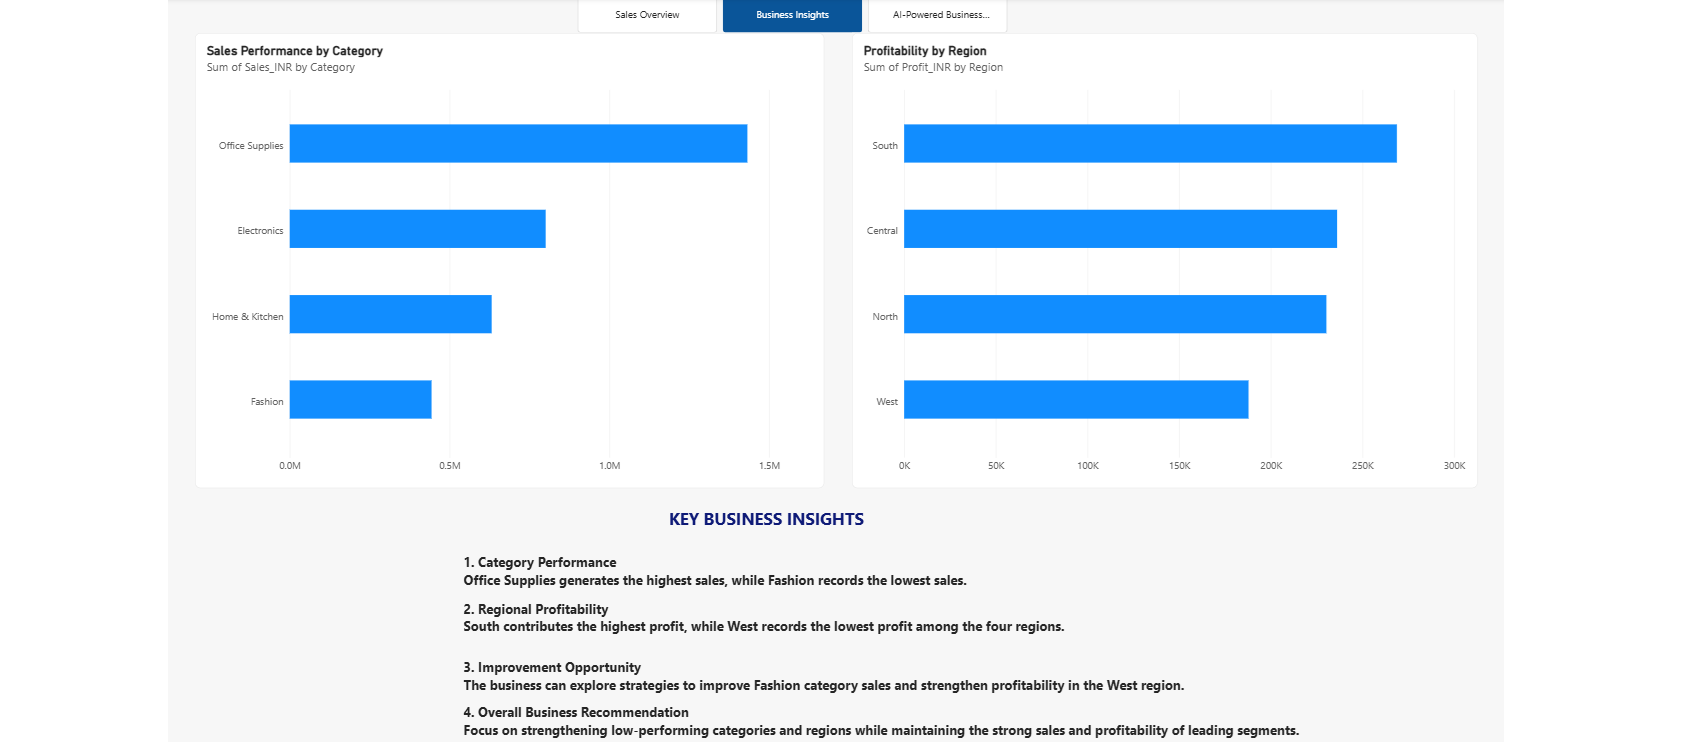 Sales Overview
Business Insights
AI-Powered Business...
Sales Performance by Category
Sum of Sales_INR by Category
Office Supplies
Electronics
Home & Kitchen
Fashion
0.0M
0.5M
1.0M
1.5M
Profitability by Region
Sum of Profit_INR by Region
South
Central
North
West
0K
50K
100K
150K
200K
250K
300K
KEY BUSINESS INSIGHTS
1. Category Performance
Office Supplies generates the highest sales, while Fashion records the lowest sales.
2. Regional Profitability
South contributes the highest profit, while West records the lowest profit among the four regions.
3. Improvement Opportunity
The business can explore strategies to improve Fashion category sales and strengthen profitability in the West region.
4. Overall Business Recommendation
Focus on strengthening low-performing categories and regions while maintaining the strong sales and profitability of leading segments.